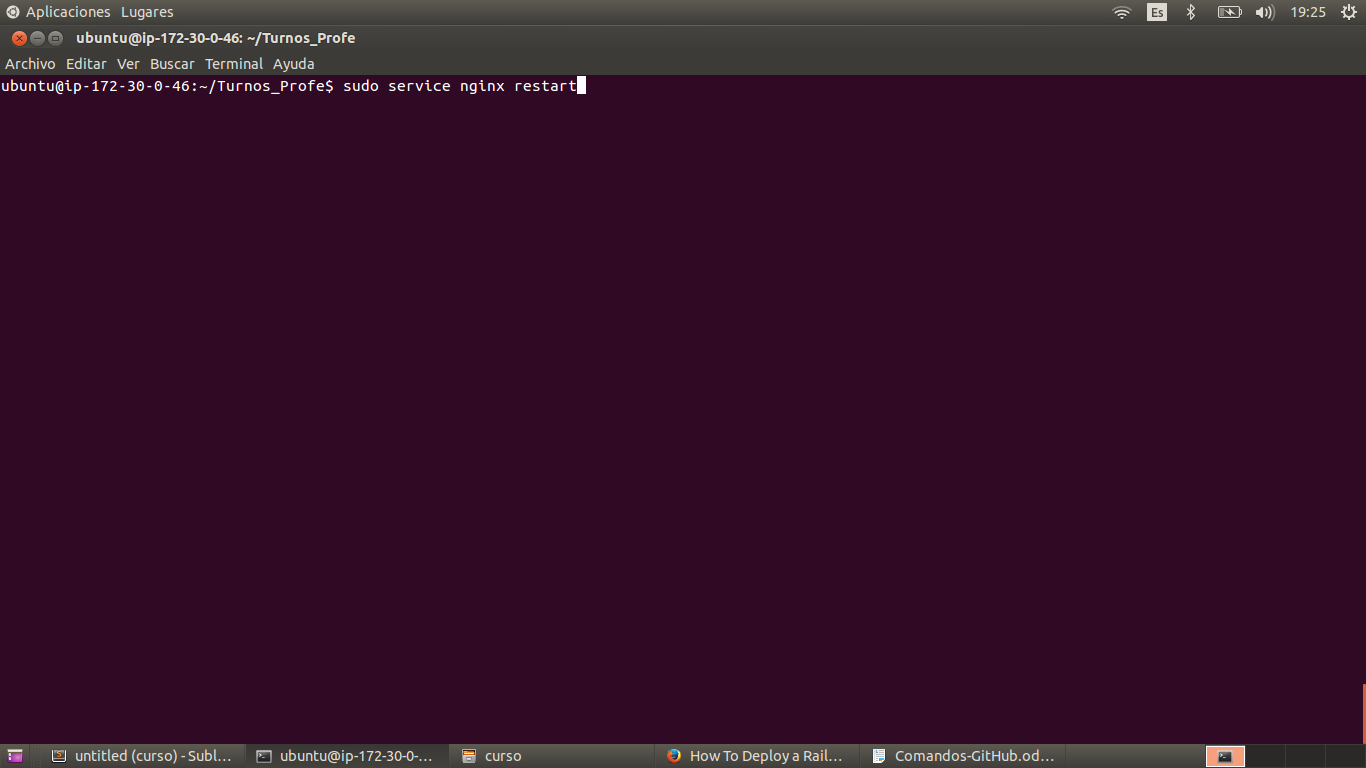 Aplicaciones Lugares Es 19:25
ubuntu@ip-172-30-0-46: ~/Turnos_Profe
Archivo Editar Ver Buscar Terminal Ayuda
ubuntu@ip-172-30-0-46:~/Turnos_Profe$ sudo service nginx restart
untitled (curso) - Subl... ubuntu@ip-172-30-0-... curso How To Deploy a Rail... Comandos-GitHub.od...